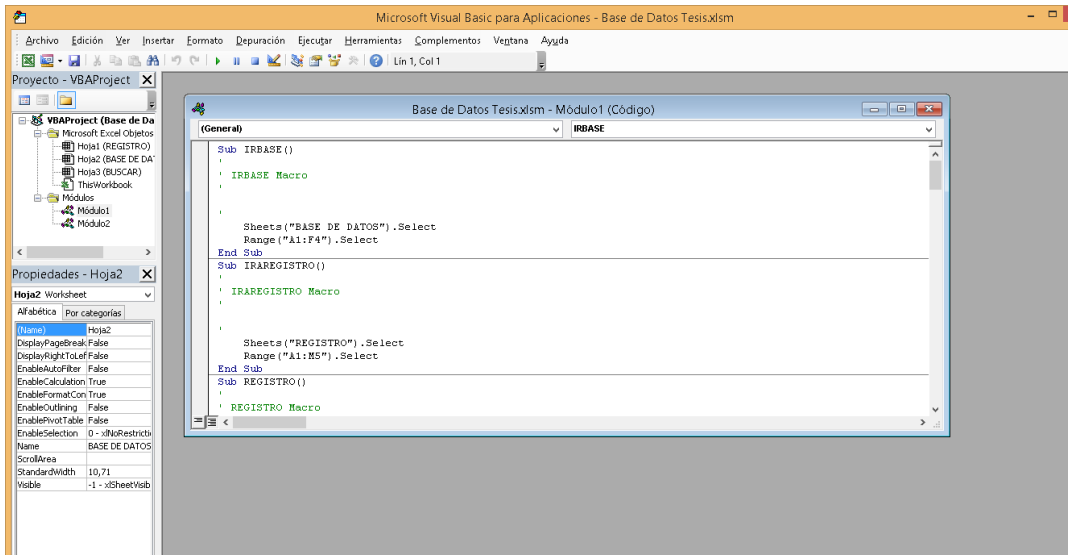 Microsoft Visual Basic para Aplicaciones - Base de Datos Tesis.xlsm
Archivo Edición Ver Insertar Formato Depuración Ejecutar Herramientas Complementos Ventana Ayuda
Lín 1, Col 1
Proyecto - VBAProject
VBAProject (Base de Da
Microsoft Excel Objetos
Hoja1 (REGISTRO)
Hoja2 (BASE DE DA
Hoja3 (BUSCAR)
ThisWorkbook
Módulos
Módulo1
Módulo2
Propiedades - Hoja2
Hoja2 Worksheet
Alfabética Por categorías
(Name) Hoja2
DisplayPageBreak False
DisplayRightToLef False
EnableAutoFilter False
EnableCalculation True
EnableFormatCon True
EnableOutlining False
EnablePivotTable False
EnableSelection 0 - xlNoRestricti
Name BASE DE DATOS
ScrollArea
StandardWidth 10,71
Visible -1 - xlSheetVisib
Base de Datos Tesis.xlsm - Módulo1 (Código)
(General) IRBASE
Sub IRBASE()
'
' IRBASE Macro
'
'
Sheets("BASE DE DATOS").Select
Range("A1:F4").Select
End Sub
Sub IRAREGISTRO()
'
' IRAREGISTRO Macro
'
'
Sheets("REGISTRO").Select
Range("A1:M5").Select
End Sub
Sub REGISTRO()
'
' REGISTRO Macro